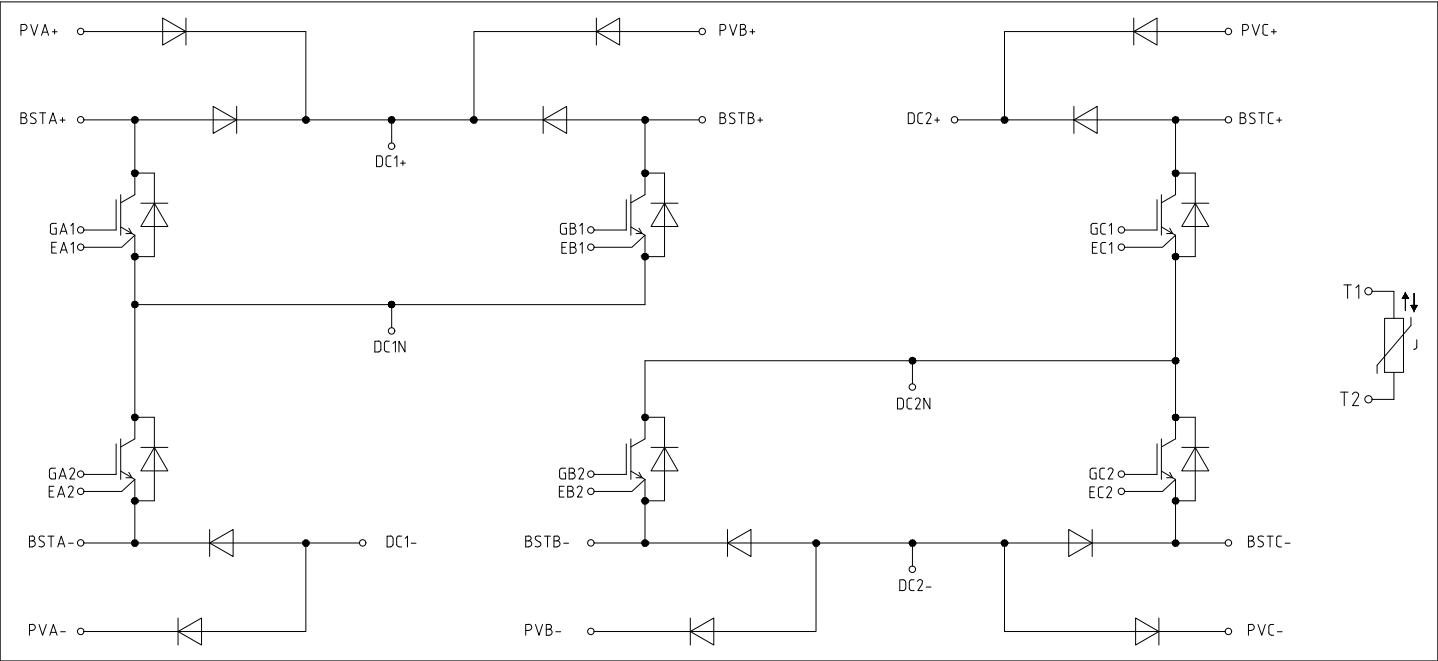 PVA+
PVB+
PVC+
BSTA+
BSTB+
DC2+
BSTC+
DC1+
GA1
EA1
GB1
EB1
GC1
EC1
T1
DC1N
J
DC2N
T2
GA2
EA2
GB2
EB2
GC2
EC2
BSTA-
DC1-
BSTB-
BSTC-
DC2-
PVA-
PVB-
PVC-